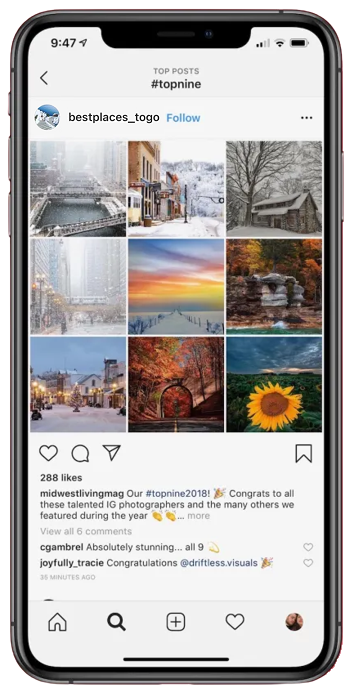 9:47
TOP POSTS
#topnine
bestplaces_togo Follow
288 likes
midwestlivingmag Our #topnine2018! 🎉 Congrats to all
these talented IG photographers and the many others we
featured during the year 👏👏... more
View all 6 comments
cgambrel Absolutely stunning... all 9 💫
joyfully_tracie Congratulations @driftless.visuals 🎉
35 MINUTES AGO